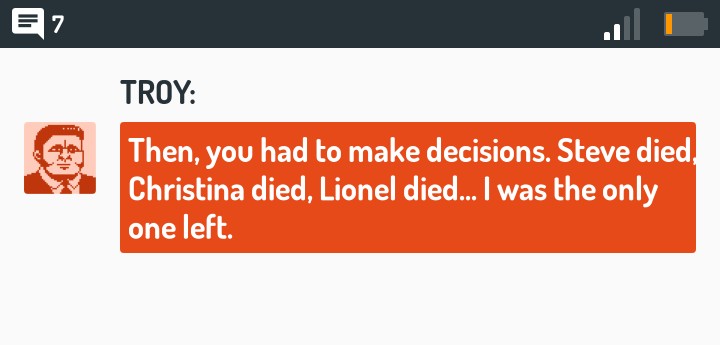 7
TROY:
Then, you had to make decisions. Steve died,
Christina died, Lionel died... I was the only
one left.